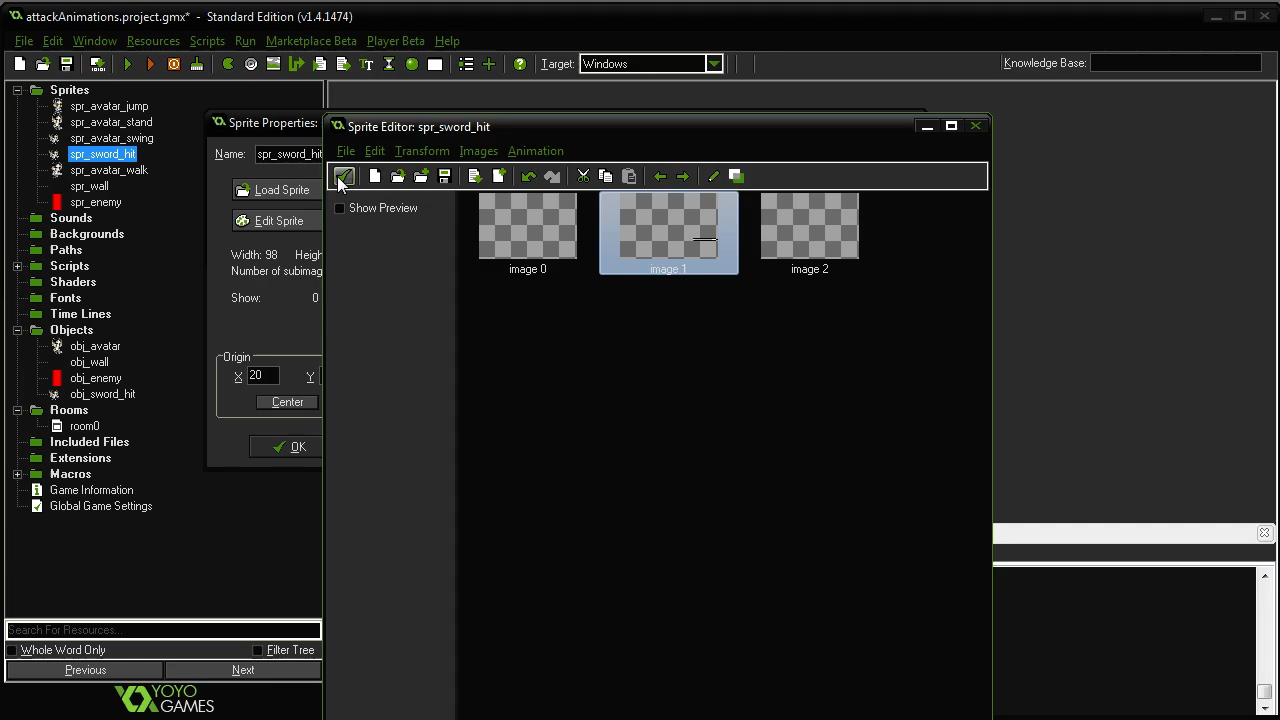 attackAnimations.project.gmx* - Standard Edition (v1.4.1474)
File Edit Window Resources Scripts Run Marketplace Beta Player Beta Help
Target: Windows Knowledge Base:
Sprites
spr_avatar_jump
spr_avatar_stand
spr_avatar_swing
spr_sword_hit
spr_avatar_walk
spr_wall
spr_enemy
Sounds
Backgrounds
Paths
Scripts
Shaders
Fonts
Time Lines
Objects
obj_avatar
obj_wall
obj_enemy
obj_sword_hit
Rooms
room0
Included Files
Extensions
Macros
Game Information
Global Game Settings
Search For Resources...
Whole Word Only Filter Tree
Previous Next
YOYO
GAMES
Sprite Properties:
Name: spr_sword_hit
Load Sprite
Edit Sprite
Width: 98 Heigh
Number of subimag
Show: 0
Origin
X 20 Y
Center
OK
Sprite Editor: spr_sword_hit
File Edit Transform Images Animation
Show Preview
image 0 image 1 image 2